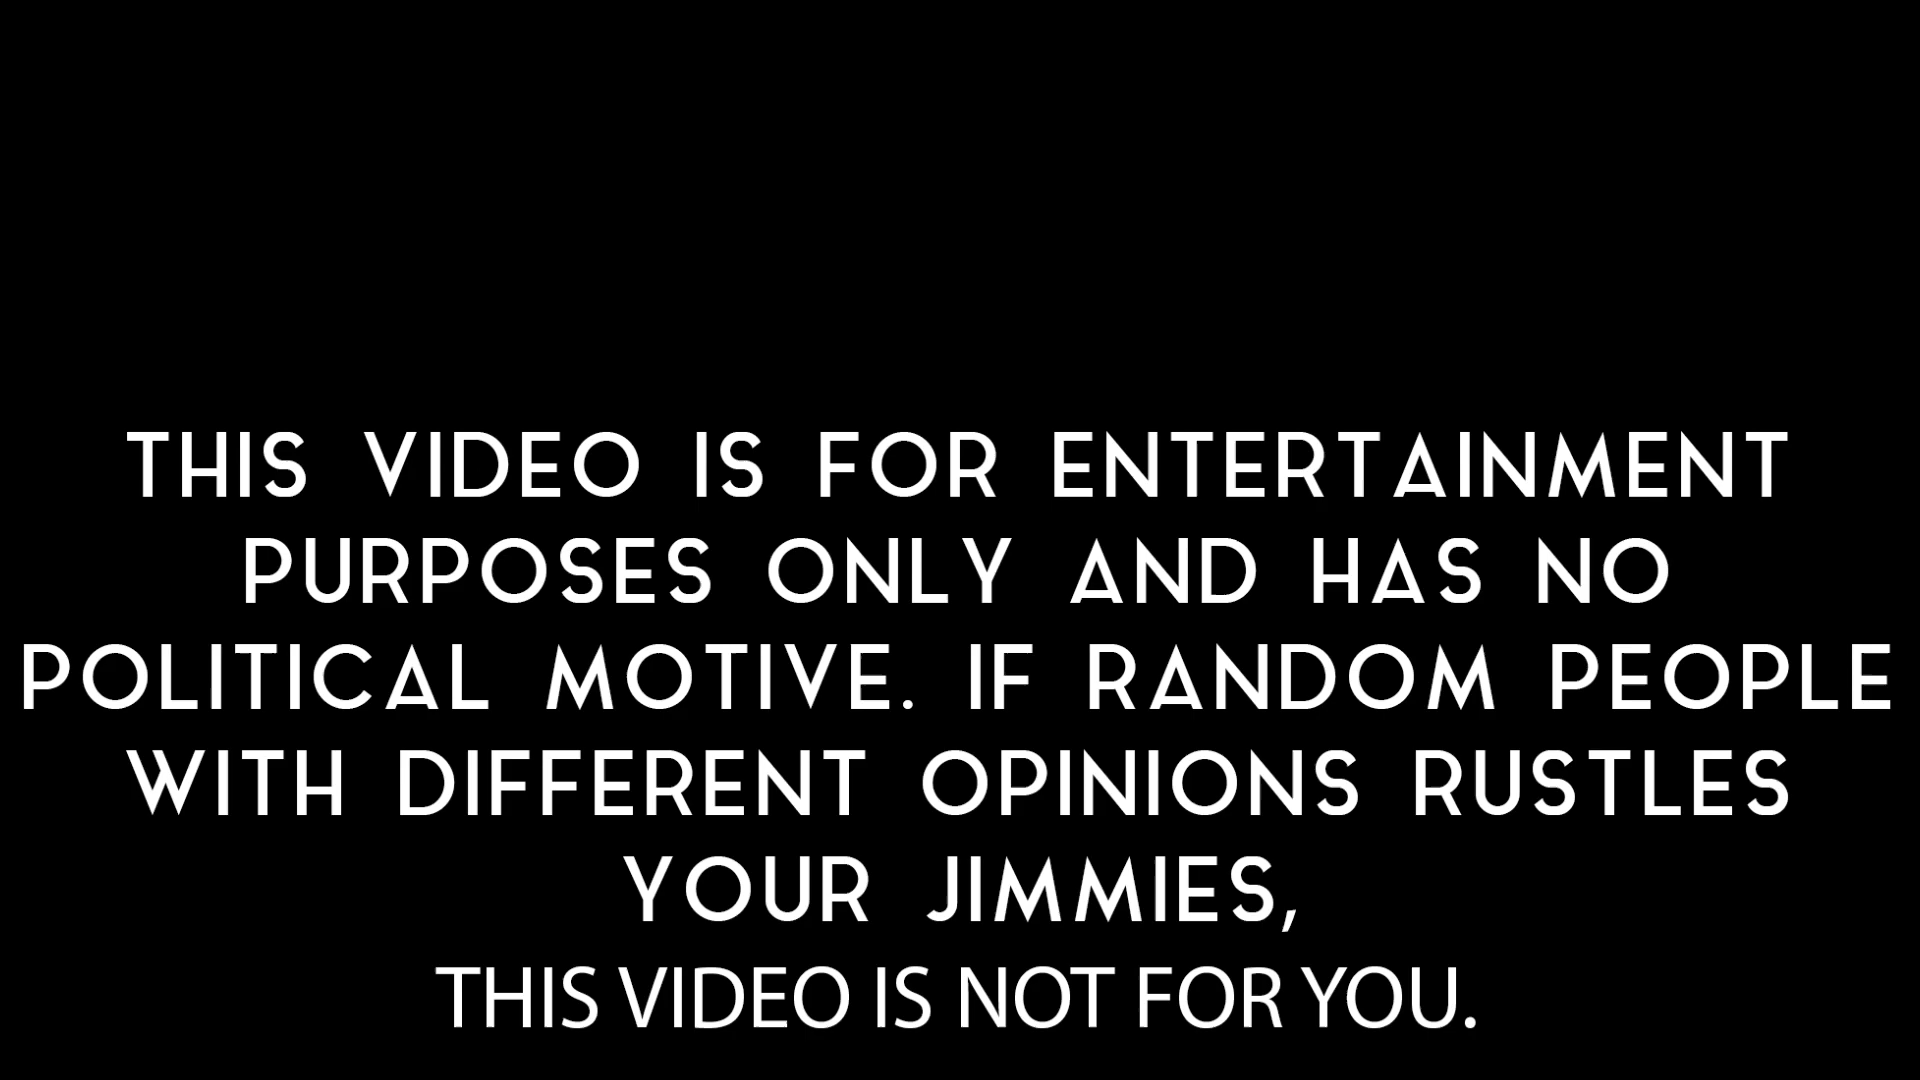 THIS VIDEO IS FOR ENTERTAINMENT
PURPOSES ONLY AND HAS NO
POLITICAL MOTIVE. IF RANDOM PEOPLE
WITH DIFFERENT OPINIONS RUSTLES
YOUR JIMMIES,
THIS VIDEO IS NOT FOR YOU.